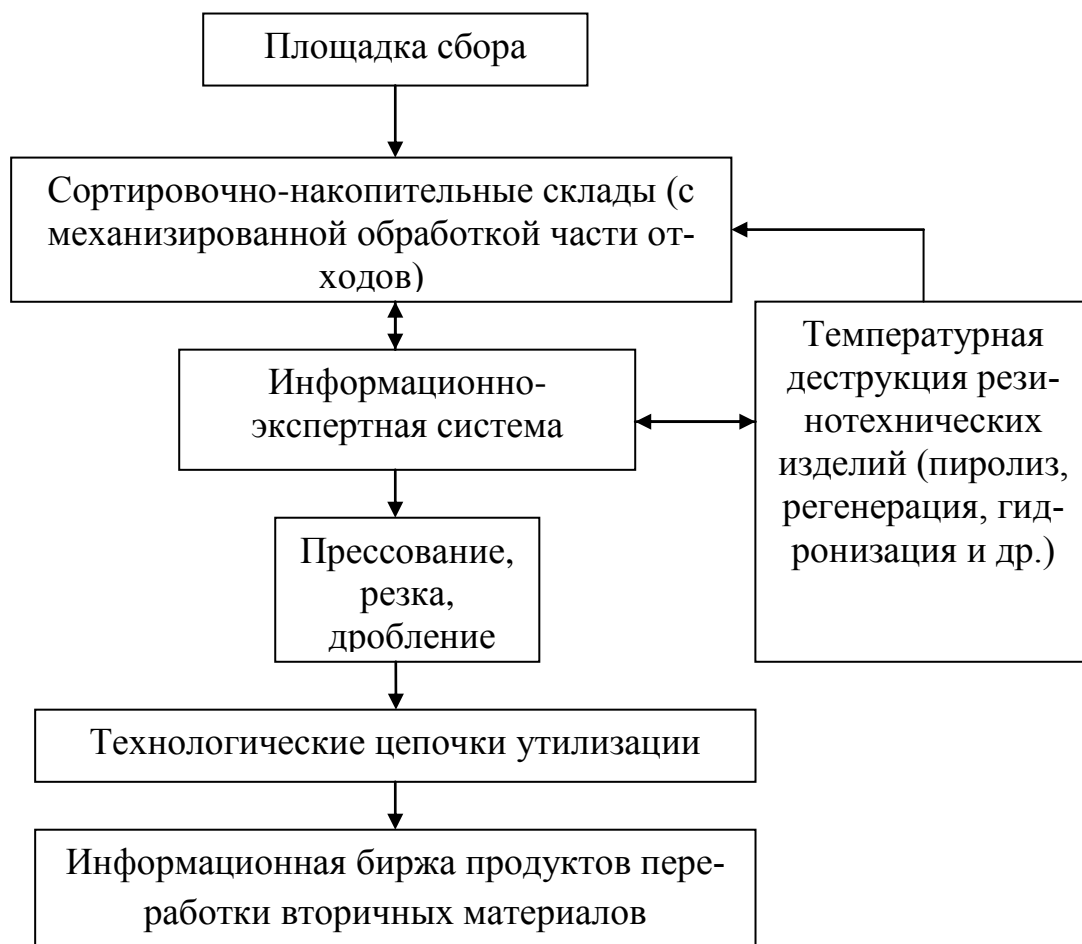 Площадка сбора
Сортировочно-накопительные склады (с
механизированной обработкой части от-
ходов)
Информационно-
экспертная система
Температурная
деструкция рези-
нотехнических
изделий (пиролиз,
регенерация, гид-
ронизация и др.)
Прессование,
резка,
дробление
Технологические цепочки утилизации
Информационная биржа продуктов пере-
работки вторичных материалов